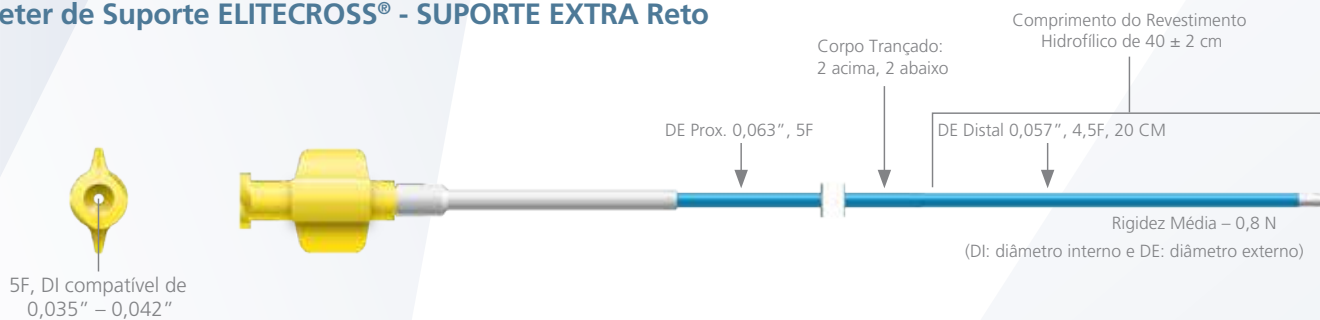 eter de Suporte ELITECROSS® - SUPORTE EXTRA Reto
Comprimento do Revestimento
Hidrofílico de 40 ± 2 cm
Corpo Trançado:
2 acima, 2 abaixo
DE Prox. 0,063”, 5F
DE Distal 0,057”, 4,5F, 20 CM
Rigidez Média – 0,8 N
(DI: diâmetro interno e DE: diâmetro externo)
5F, DI compatível de
0,035” – 0,042”